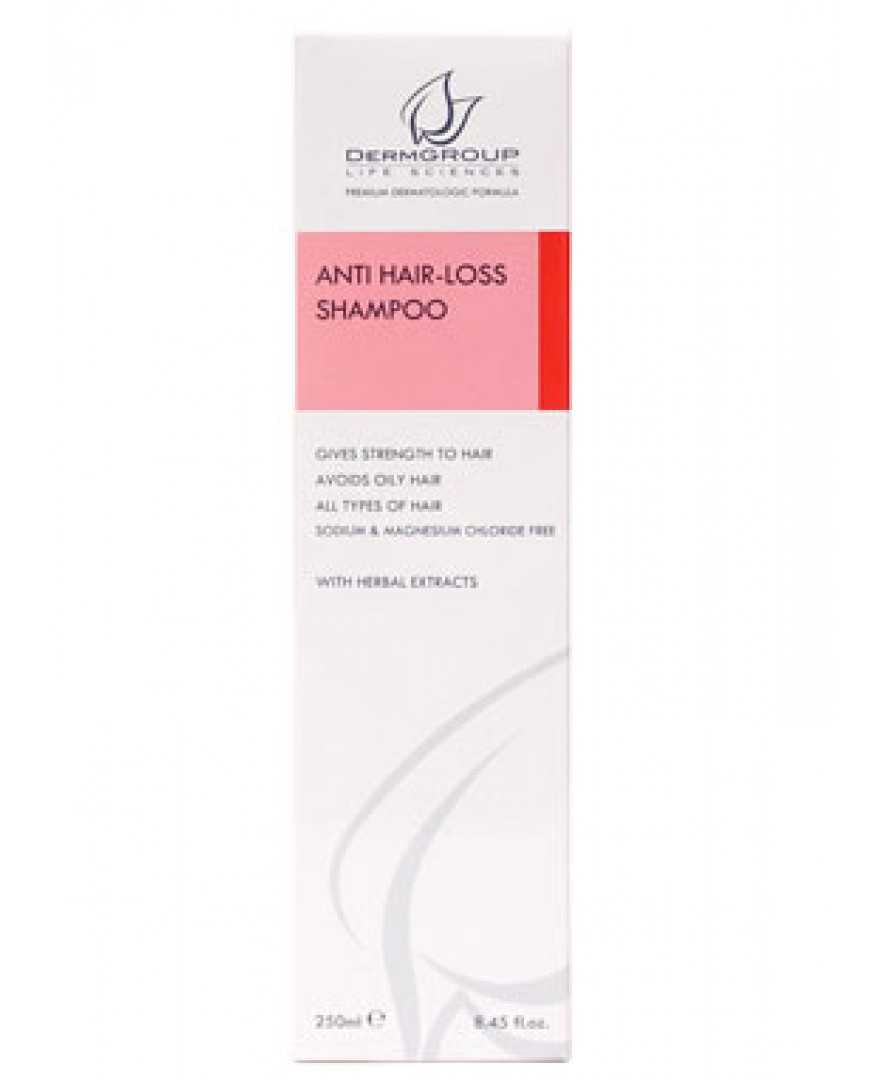 DERMGROUP
LIFE SCIENCES
PREMIUM DERMATOLOGIC FORMULA
ANTI HAIR-LOSS
SHAMPOO
GIVES STRENGTH TO HAIR
AVOIDS OILY HAIR
ALL TYPES OF HAIR
SODIUM & MAGNESIUM CHLORIDE FREE
WITH HERBAL EXTRACTS
250ml ℮ 8.45 fl.oz.